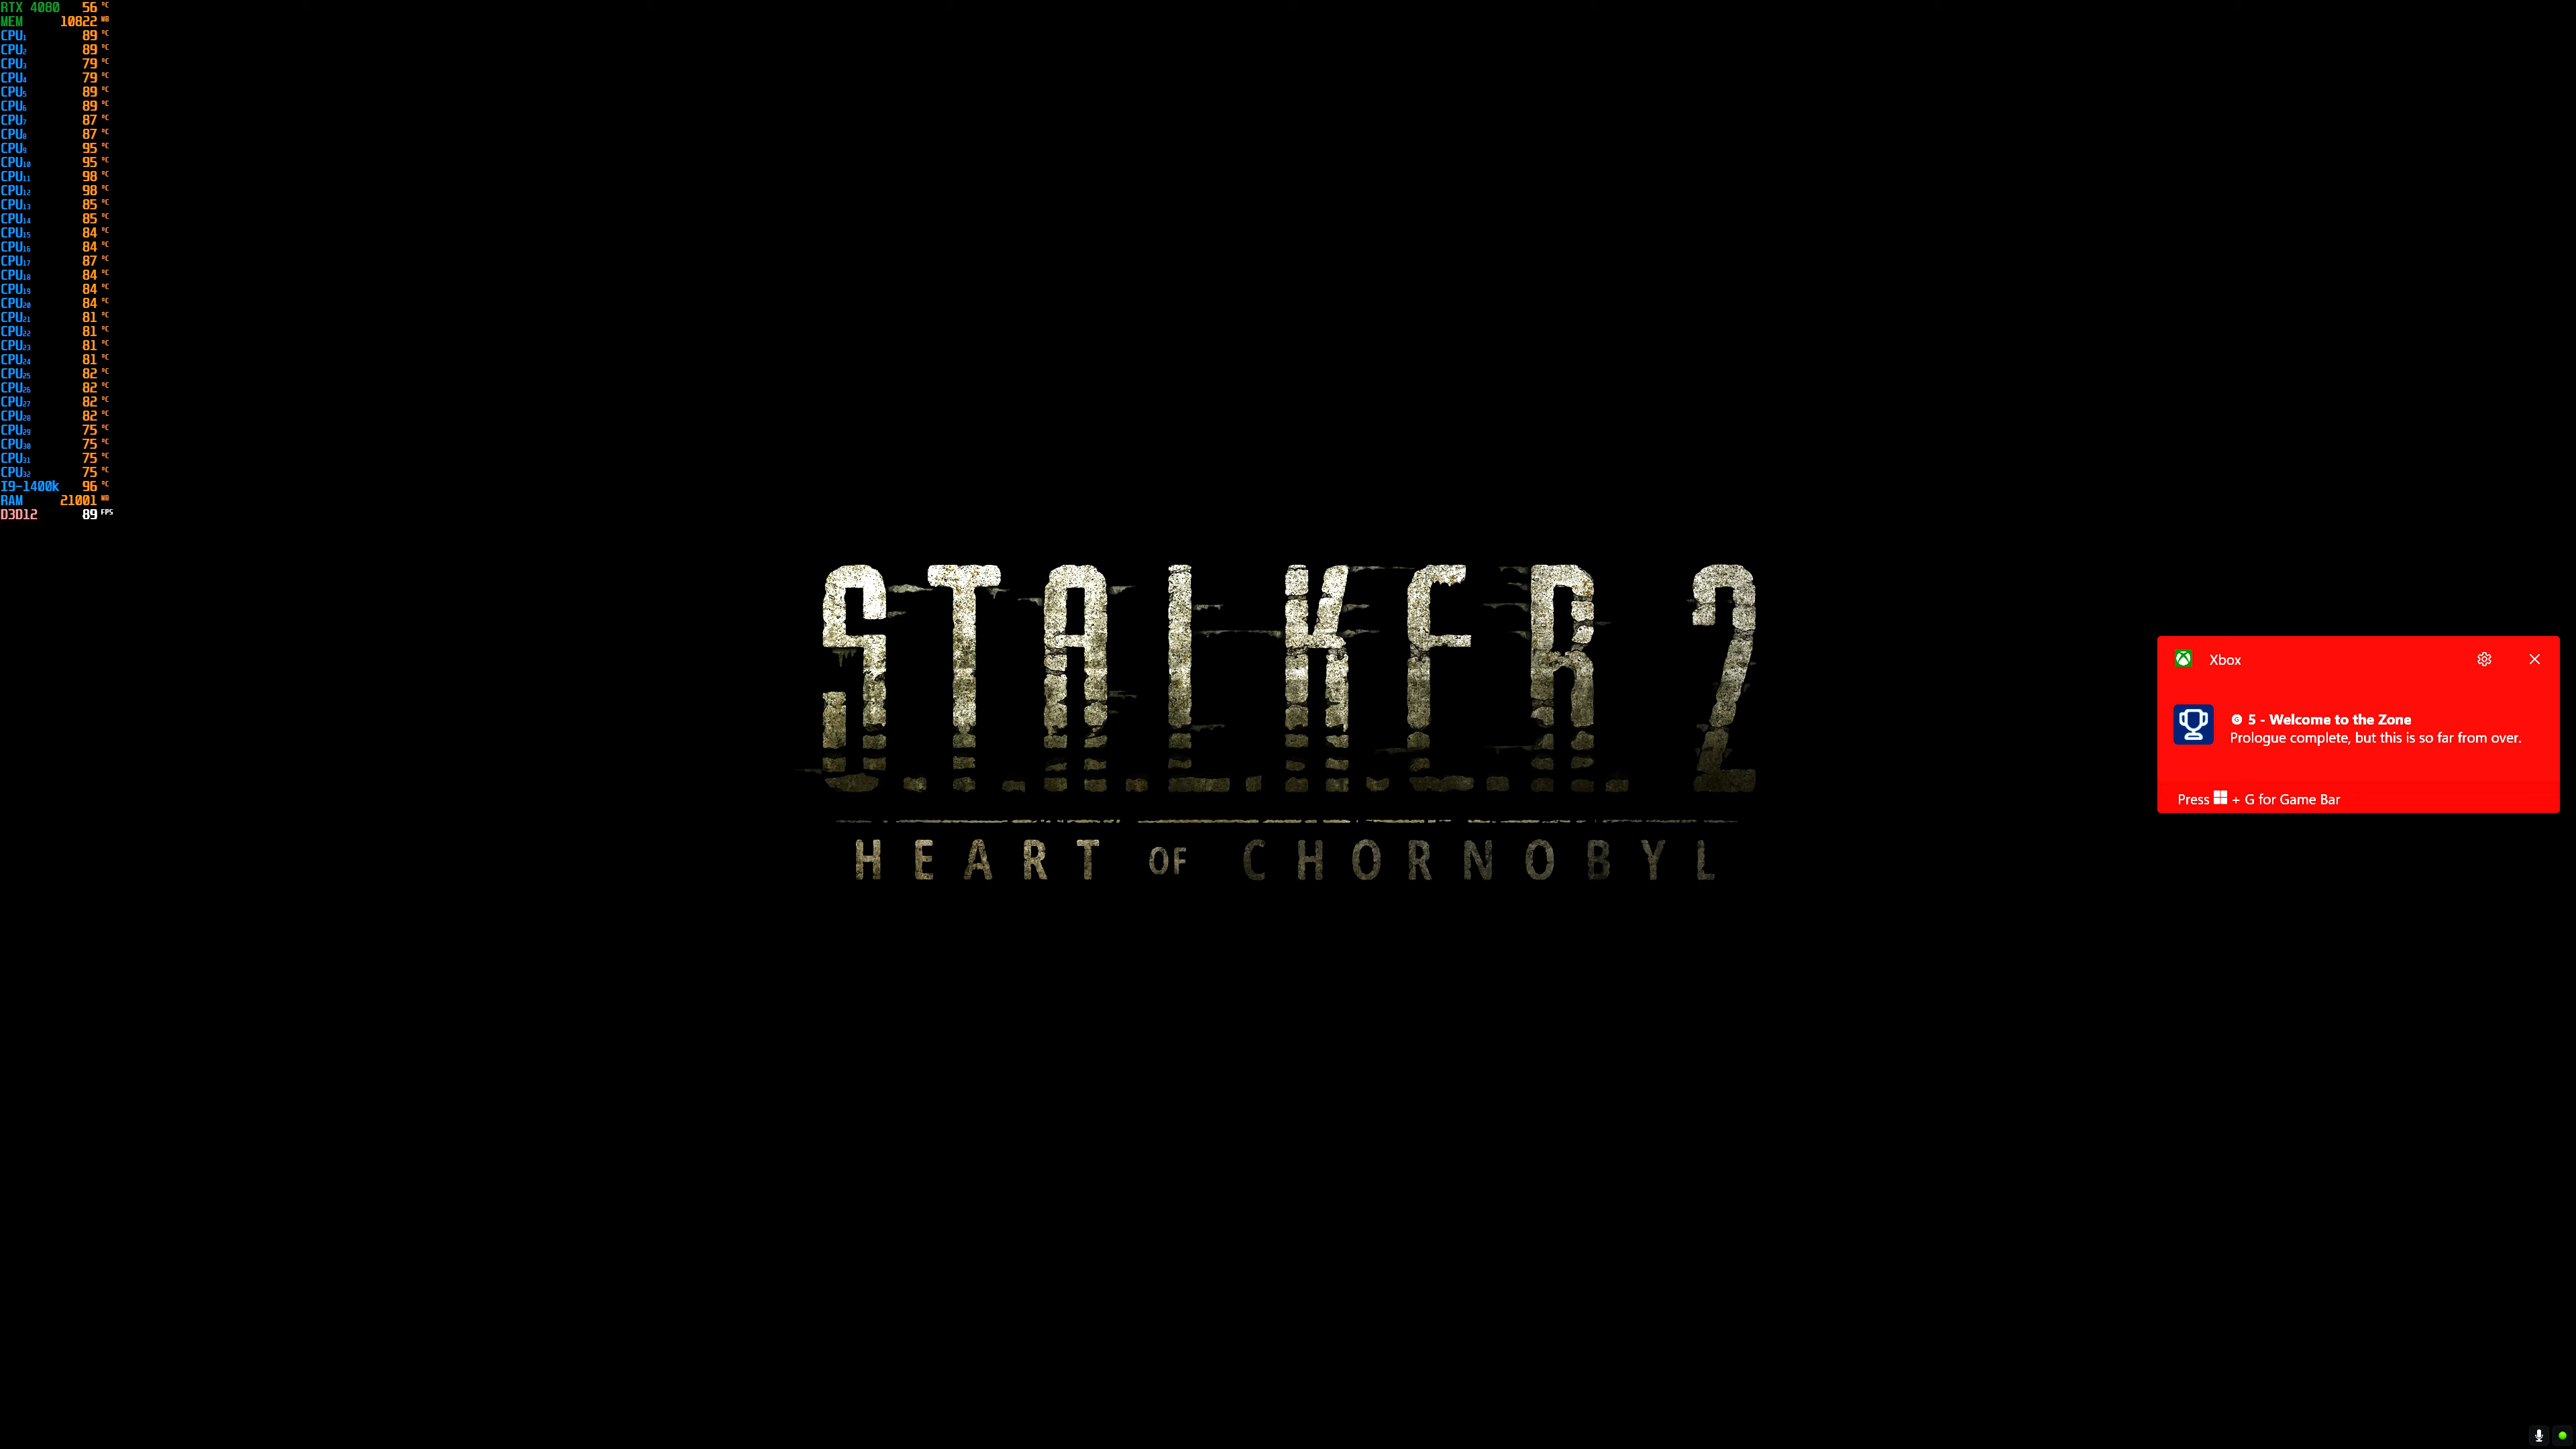 RTX 4080 56 °C
MEM 10822 MB
CPU1 89 °C
CPU2 89 °C
CPU3 79 °C
CPU4 79 °C
CPU5 89 °C
CPU6 89 °C
CPU7 87 °C
CPU8 87 °C
CPU9 95 °C
CPU10 95 °C
CPU11 98 °C
CPU12 98 °C
CPU13 85 °C
CPU14 85 °C
CPU15 84 °C
CPU16 84 °C
CPU17 87 °C
CPU18 84 °C
CPU19 84 °C
CPU20 84 °C
CPU21 81 °C
CPU22 81 °C
CPU23 81 °C
CPU24 81 °C
CPU25 82 °C
CPU26 82 °C
CPU27 82 °C
CPU28 82 °C
CPU29 75 °C
CPU30 75 °C
CPU31 75 °C
CPU32 75 °C
I9-1400k 96 °C
RAM 21001 MB
D3D12 89 FPS
S.T.A.L.K.E.R. 2
HEART OF CHORNOBYL
Xbox
G 5 - Welcome to the Zone
Prologue complete, but this is so far from over.
Press + G for Game Bar